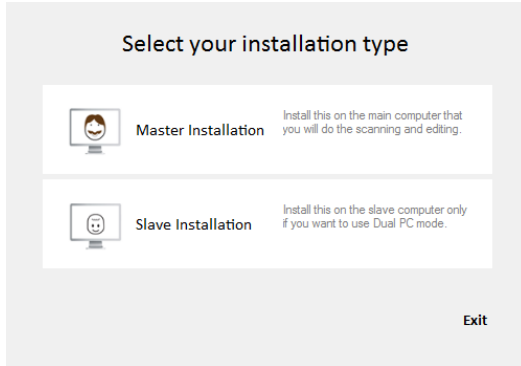 Select your installation type
Master Installation
Install this on the main computer that
you will do the scanning and editing.
Slave Installation
Install this on the slave computer only
if you want to use Dual PC mode.
Exit